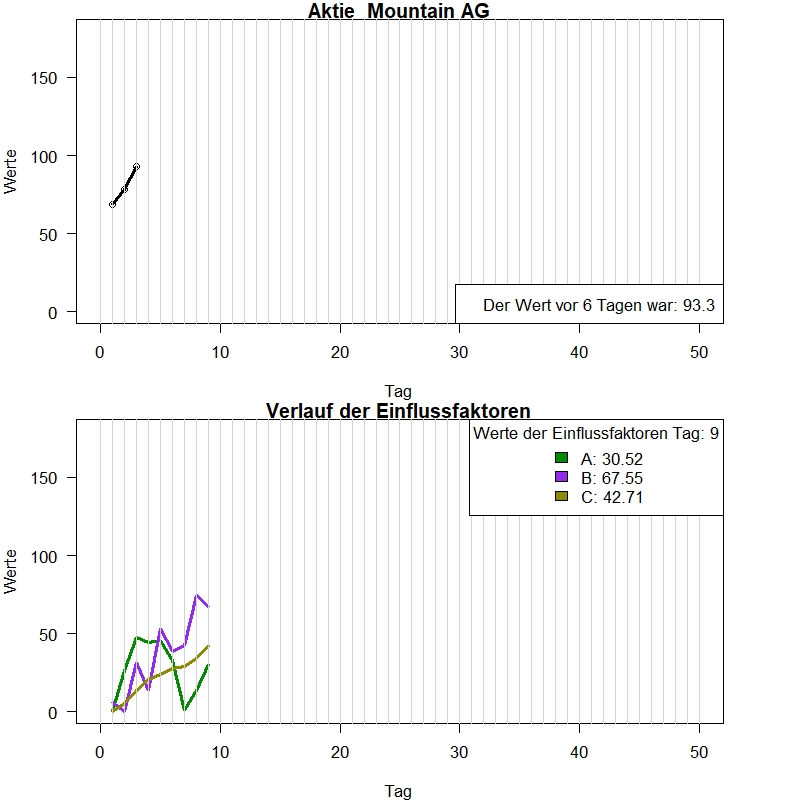 Aktie  Mountain AG
Werte
150
100
50
0
Der Wert vor 6 Tagen war: 93.3
0 10 20 30 40 50
Tag
Verlauf der Einflussfaktoren
Werte
150
100
50
0
Werte der Einflussfaktoren Tag: 9
A: 30.52
B: 67.55
C: 42.71
0 10 20 30 40 50
Tag